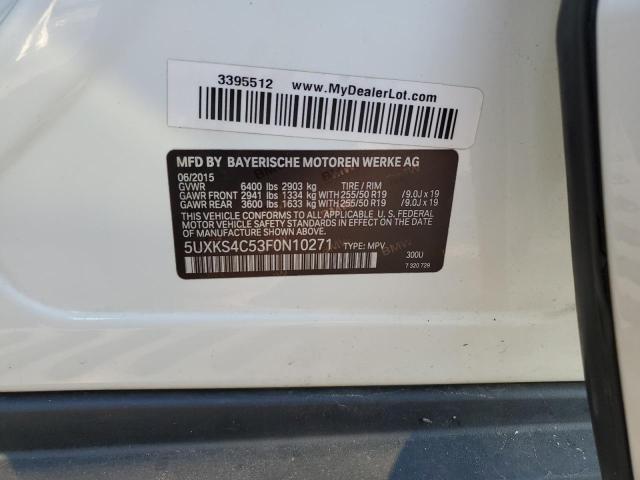 3395512 www.MyDealerLot.com
MFD BY BAYERISCHE MOTOREN WERKE AG
06/2015
GVWR 6400 lbs 2903 kg TIRE / RIM
GAWR FRONT 2941 lbs 1334 kg WITH 255/50 R19 /9.0J x 19
GAWR REAR 3600 lbs 1633 kg WITH 255/50 R19 /9.0J x 19
THIS VEHICLE CONFORMS TO ALL APPLICABLE U.S. FEDERAL
MOTOR VEHICLE SAFETY STANDARDS IN EFFECT ON THE DATE OF
MANUFACTURE SHOWN ABOVE.
5UXKS4C53F0N10271 TYPE: MPV 300U
7 320 729